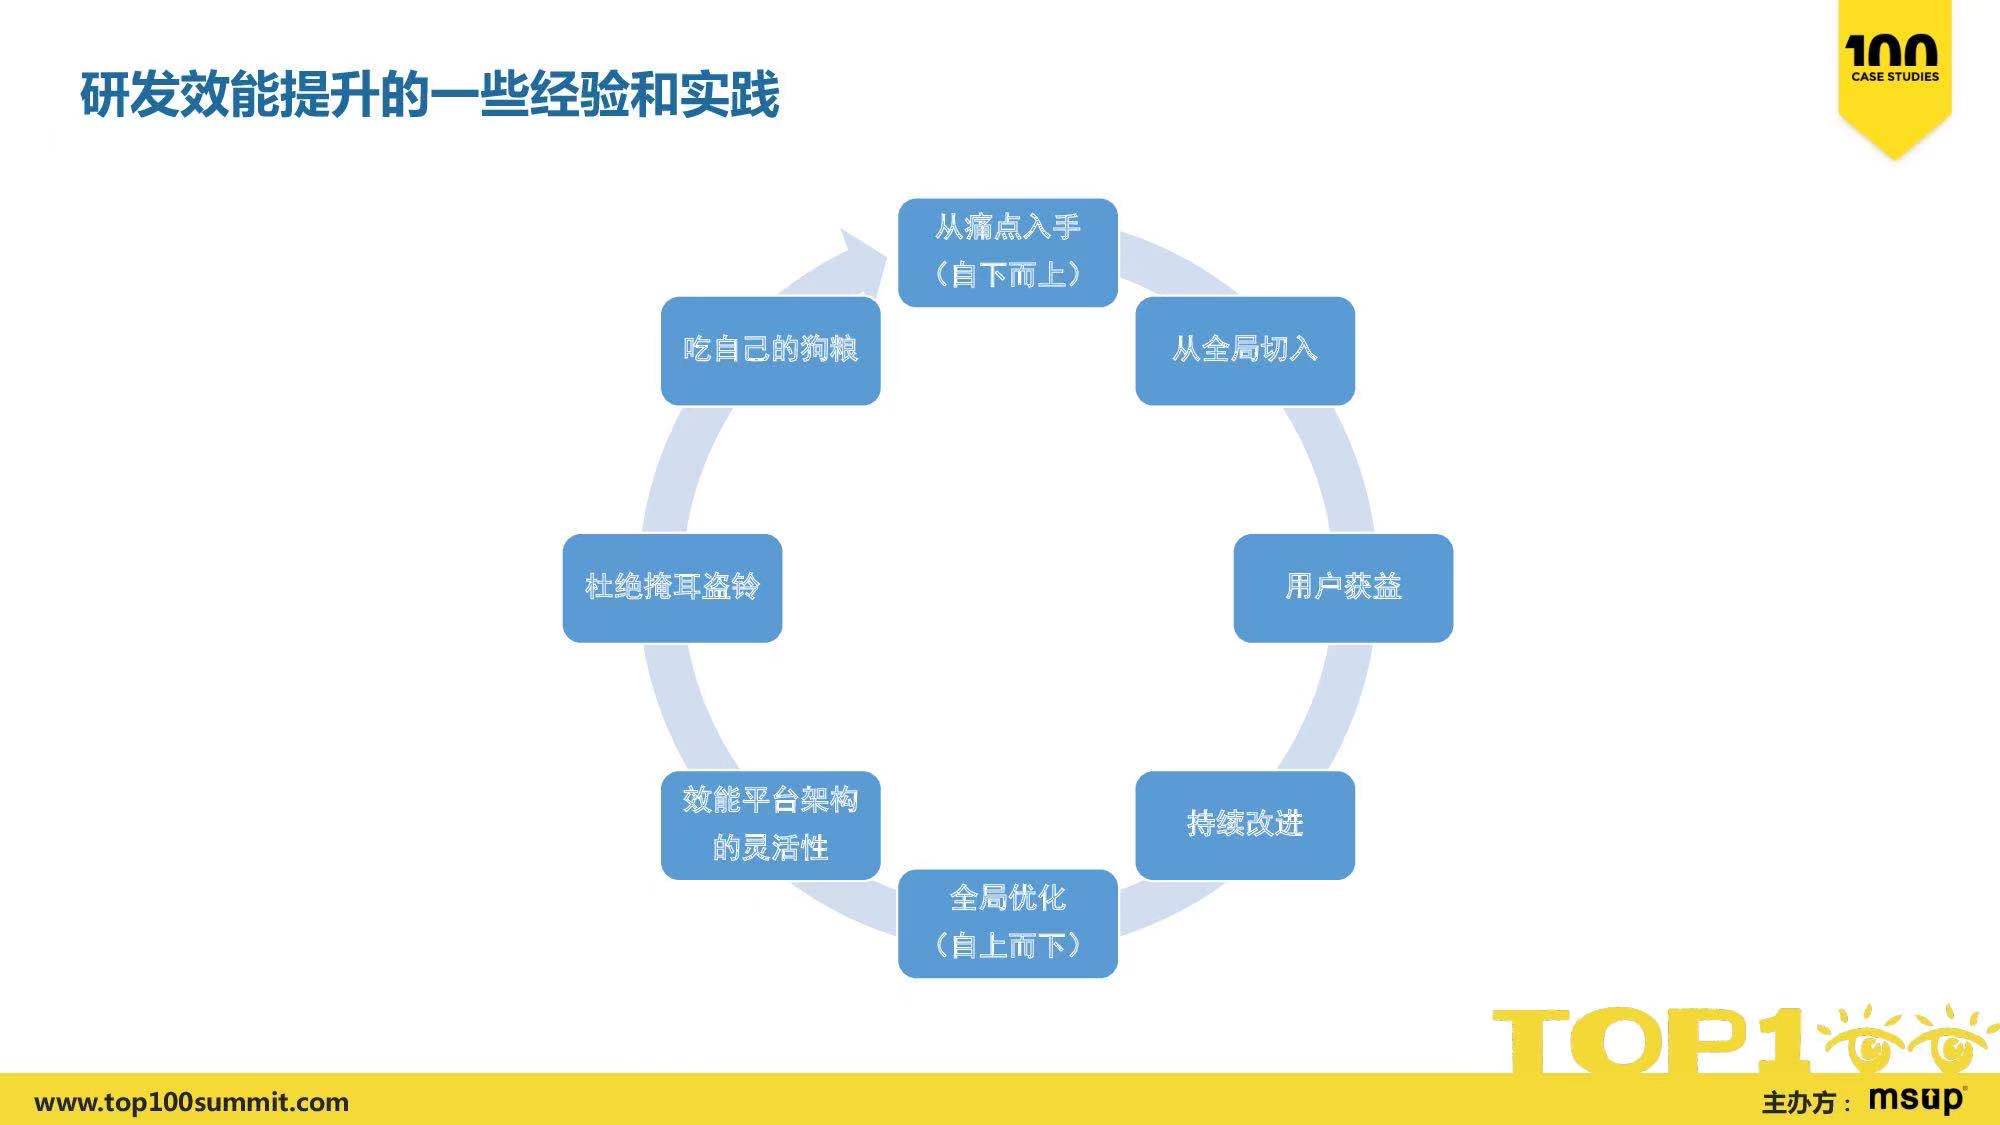 研发效能提升的一些经验和实践
100
CASE STUDIES
从痛点入手
（自下而上）
从全局切入
用户获益
持续改进
全局优化
（自上而下）
效能平台架构
的灵活性
杜绝掩耳盗铃
吃自己的狗粮
TOP100
www.top100summit.com
主办方：msup®